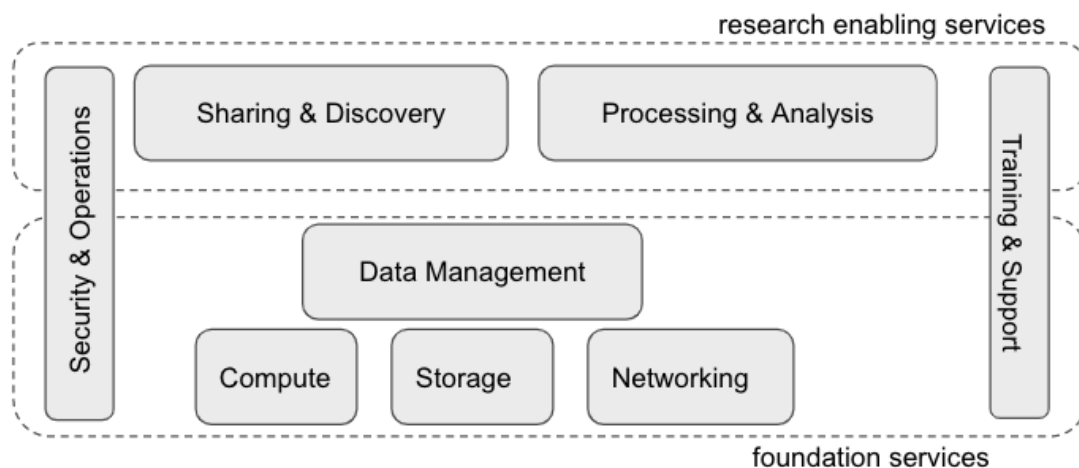 research enabling services
Security & Operations
Sharing & Discovery
Processing & Analysis
Training & Support
Data Management
Compute
Storage
Networking
foundation services